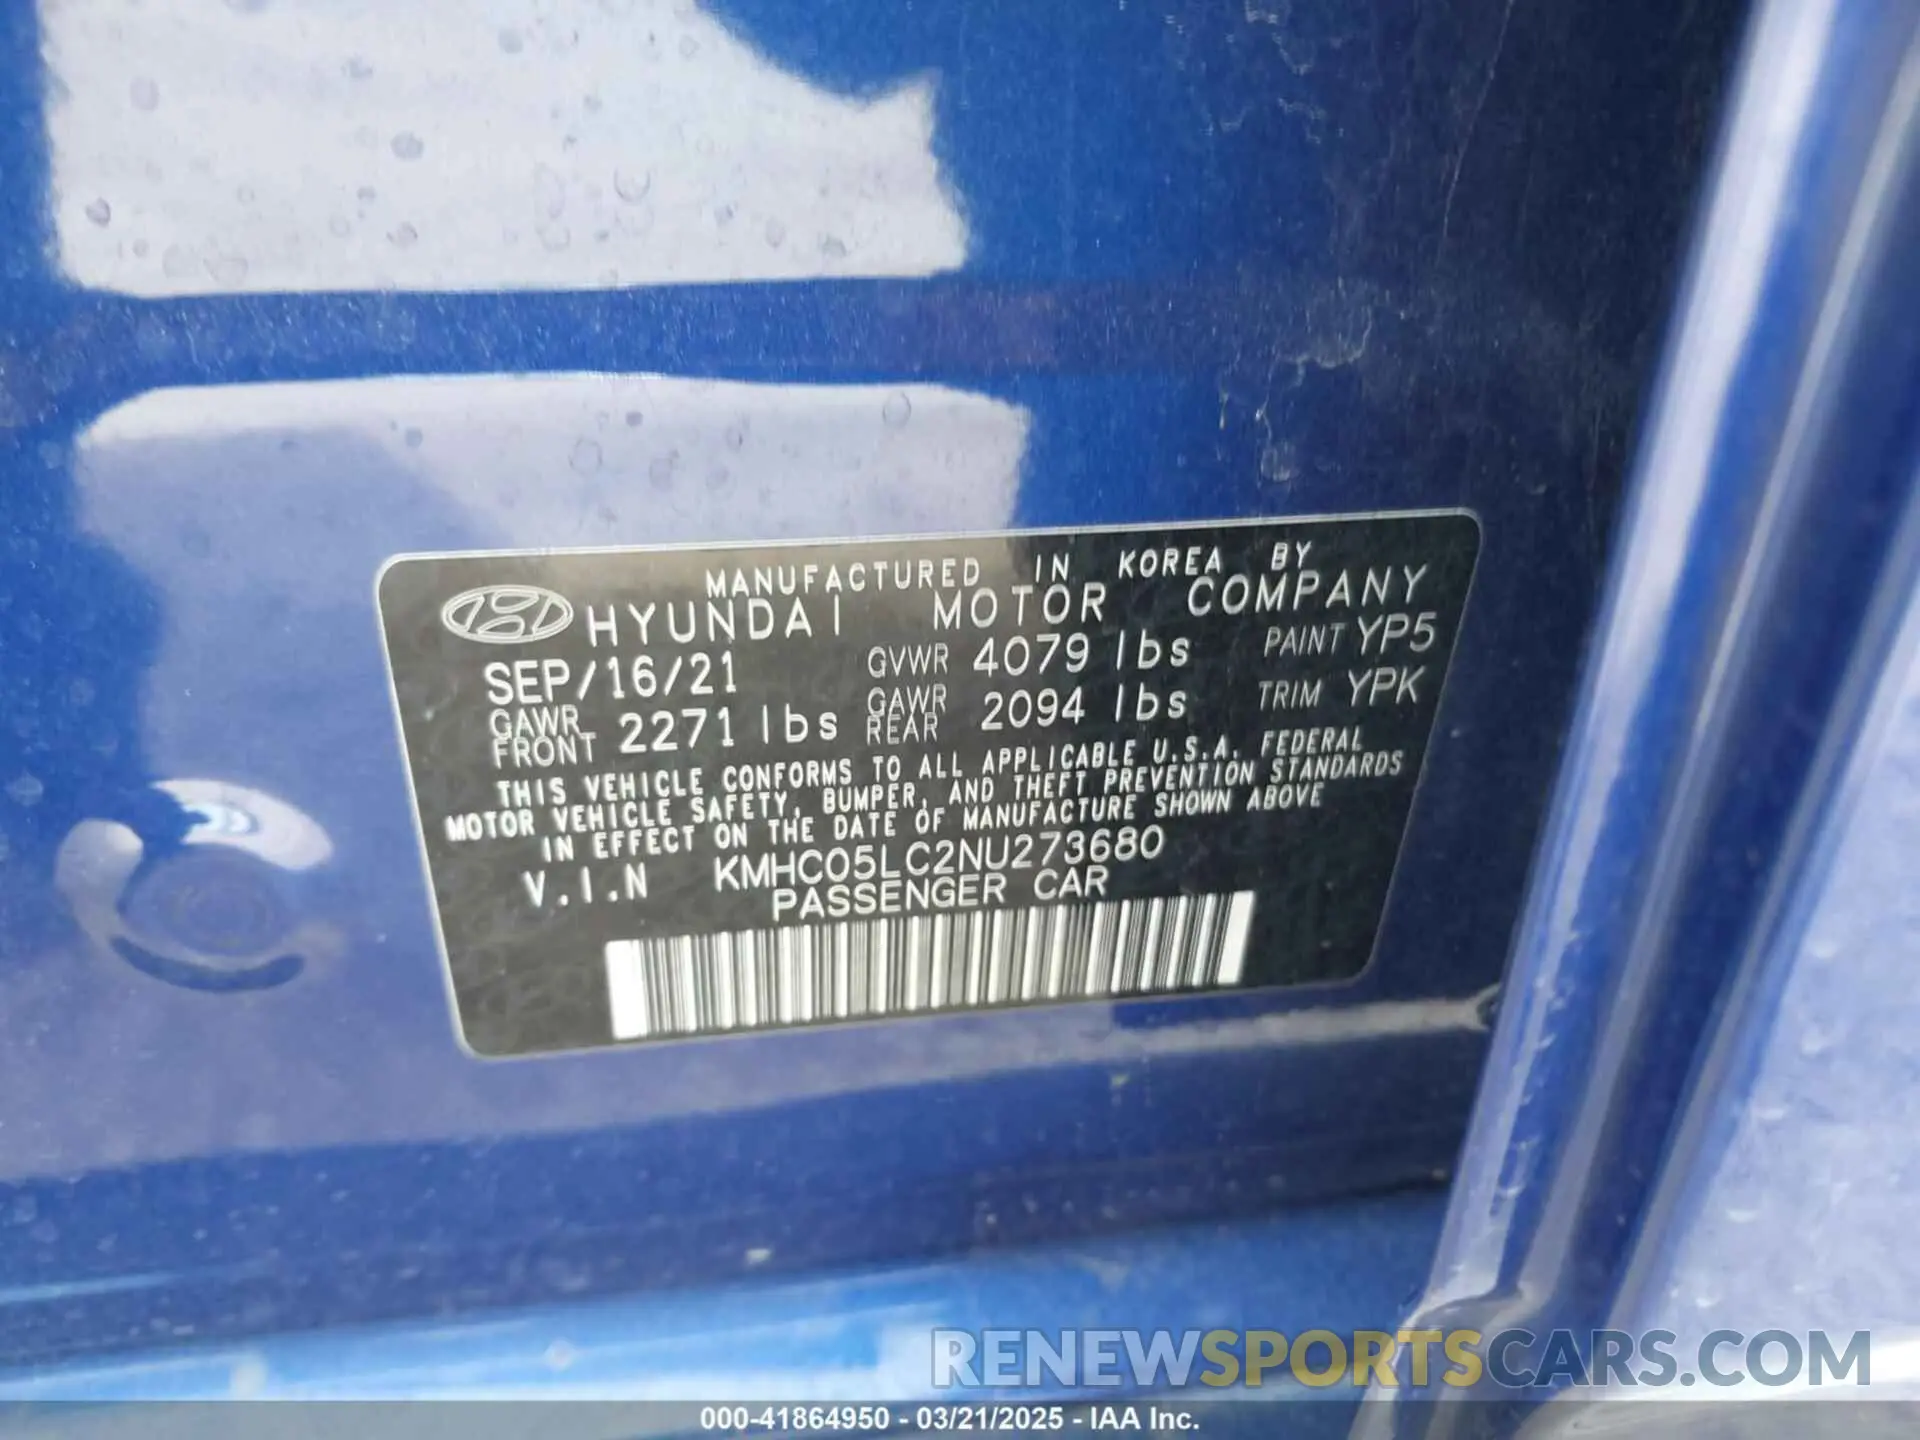 MANUFACTURED IN KOREA BY
HYUNDAI MOTOR COMPANY
SEP/16/21 GVWR 4079 lbs PAINT YP5
GAWR FRONT 2271 lbs GAWR REAR 2094 lbs TRIM YPK
THIS VEHICLE CONFORMS TO ALL APPLICABLE U.S.A. FEDERAL
MOTOR VEHICLE SAFETY, BUMPER, AND THEFT PREVENTION STANDARDS
IN EFFECT ON THE DATE OF MANUFACTURE SHOWN ABOVE
V.I.N KMHC05LC2NU273680
PASSENGER CAR
RENEWSPORTSCARS.COM
000-41864950 - 03/21/2025 - IAA Inc.